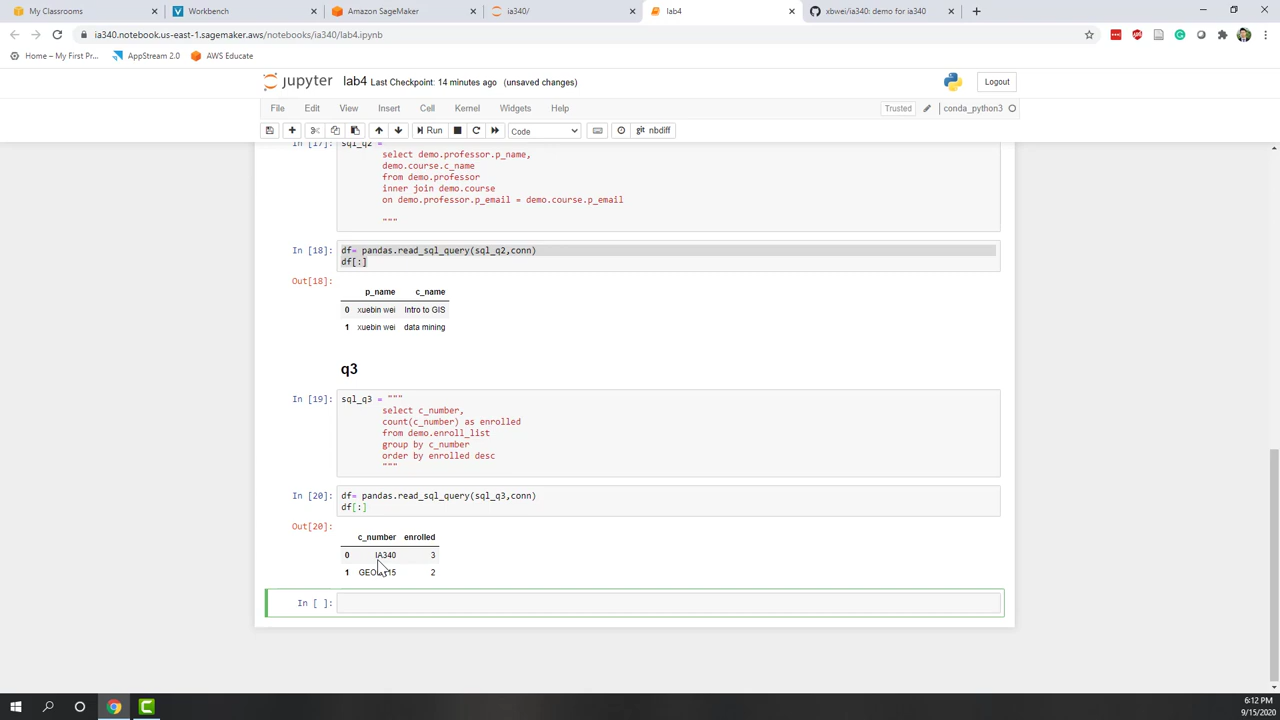 My Classrooms
Workbench
Amazon SageMaker
ia340/
lab4
xbwei/ia340: demo for ia340
ia340.notebook.us-east-1.sagemaker.aws/notebooks/ia340/lab4.ipynb
Home – My First Pr...
AppStream 2.0
AWS Educate
jupyter lab4 Last Checkpoint: 14 minutes ago (unsaved changes)
Logout
File Edit View Insert Cell Kernel Widgets Help
Trusted
conda_python3
Run
Code
nbdiff
In [17]: sql_q2 = """
select demo.professor.p_name,
demo.course.c_name
from demo.professor
inner join demo.course
on demo.professor.p_email = demo.course.p_email
"""
In [18]: df= pandas.read_sql_query(sql_q2,conn)
df[:]
Out[18]:
p_name c_name
0 xuebin wei Intro to GIS
1 xuebin wei data mining
q3
In [19]: sql_q3 = """
select c_number,
count(c_number) as enrolled
from demo.enroll_list
group by c_number
order by enrolled desc
"""
In [20]: df= pandas.read_sql_query(sql_q3,conn)
df[:]
Out[20]:
c_number enrolled
0 IA340 3
1 2
In [ ]:
6:12 PM
9/15/2020